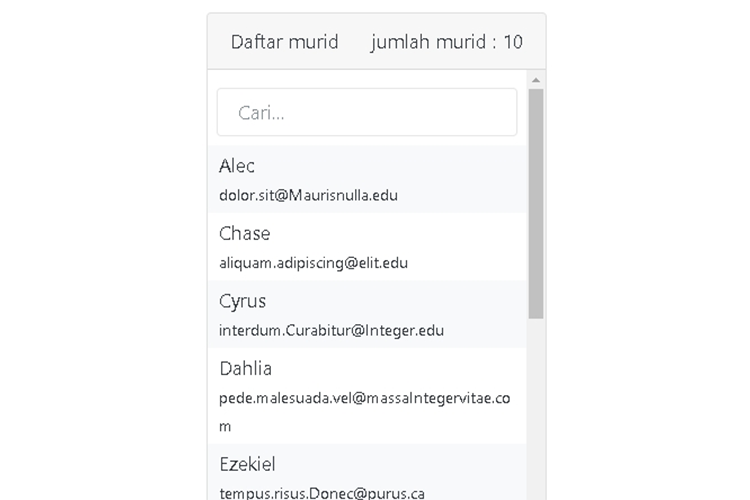 Daftar murid jumlah murid : 10
Cari...
Alec
dolor.sit@Maurisnulla.edu
Chase
aliquam.adipiscing@elit.edu
Cyrus
interdum.Curabitur@Integer.edu
Dahlia
pede.malesuada.vel@massaIntegervitae.co
m
Ezekiel
tempus.risus.Donec@purus.ca